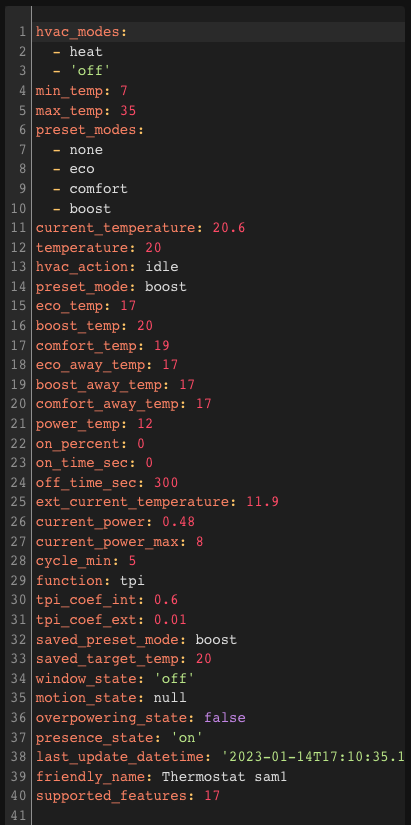 1 hvac_modes:
2 - heat
3 - 'off'
4 min_temp: 7
5 max_temp: 35
6 preset_modes:
7 - none
8 - eco
9 - comfort
10 - boost
11 current_temperature: 20.6
12 temperature: 20
13 hvac_action: idle
14 preset_mode: boost
15 eco_temp: 17
16 boost_temp: 20
17 comfort_temp: 19
18 eco_away_temp: 17
19 boost_away_temp: 17
20 comfort_away_temp: 17
21 power_temp: 12
22 on_percent: 0
23 on_time_sec: 0
24 off_time_sec: 300
25 ext_current_temperature: 11.9
26 current_power: 0.48
27 current_power_max: 8
28 cycle_min: 5
29 function: tpi
30 tpi_coef_int: 0.6
31 tpi_coef_ext: 0.01
32 saved_preset_mode: boost
33 saved_target_temp: 20
34 window_state: 'off'
35 motion_state: null
36 overpowering_state: false
37 presence_state: 'on'
38 last_update_datetime: '2023-01-14T17:10:35.1
39 friendly_name: Thermostat sam1
40 supported_features: 17
41